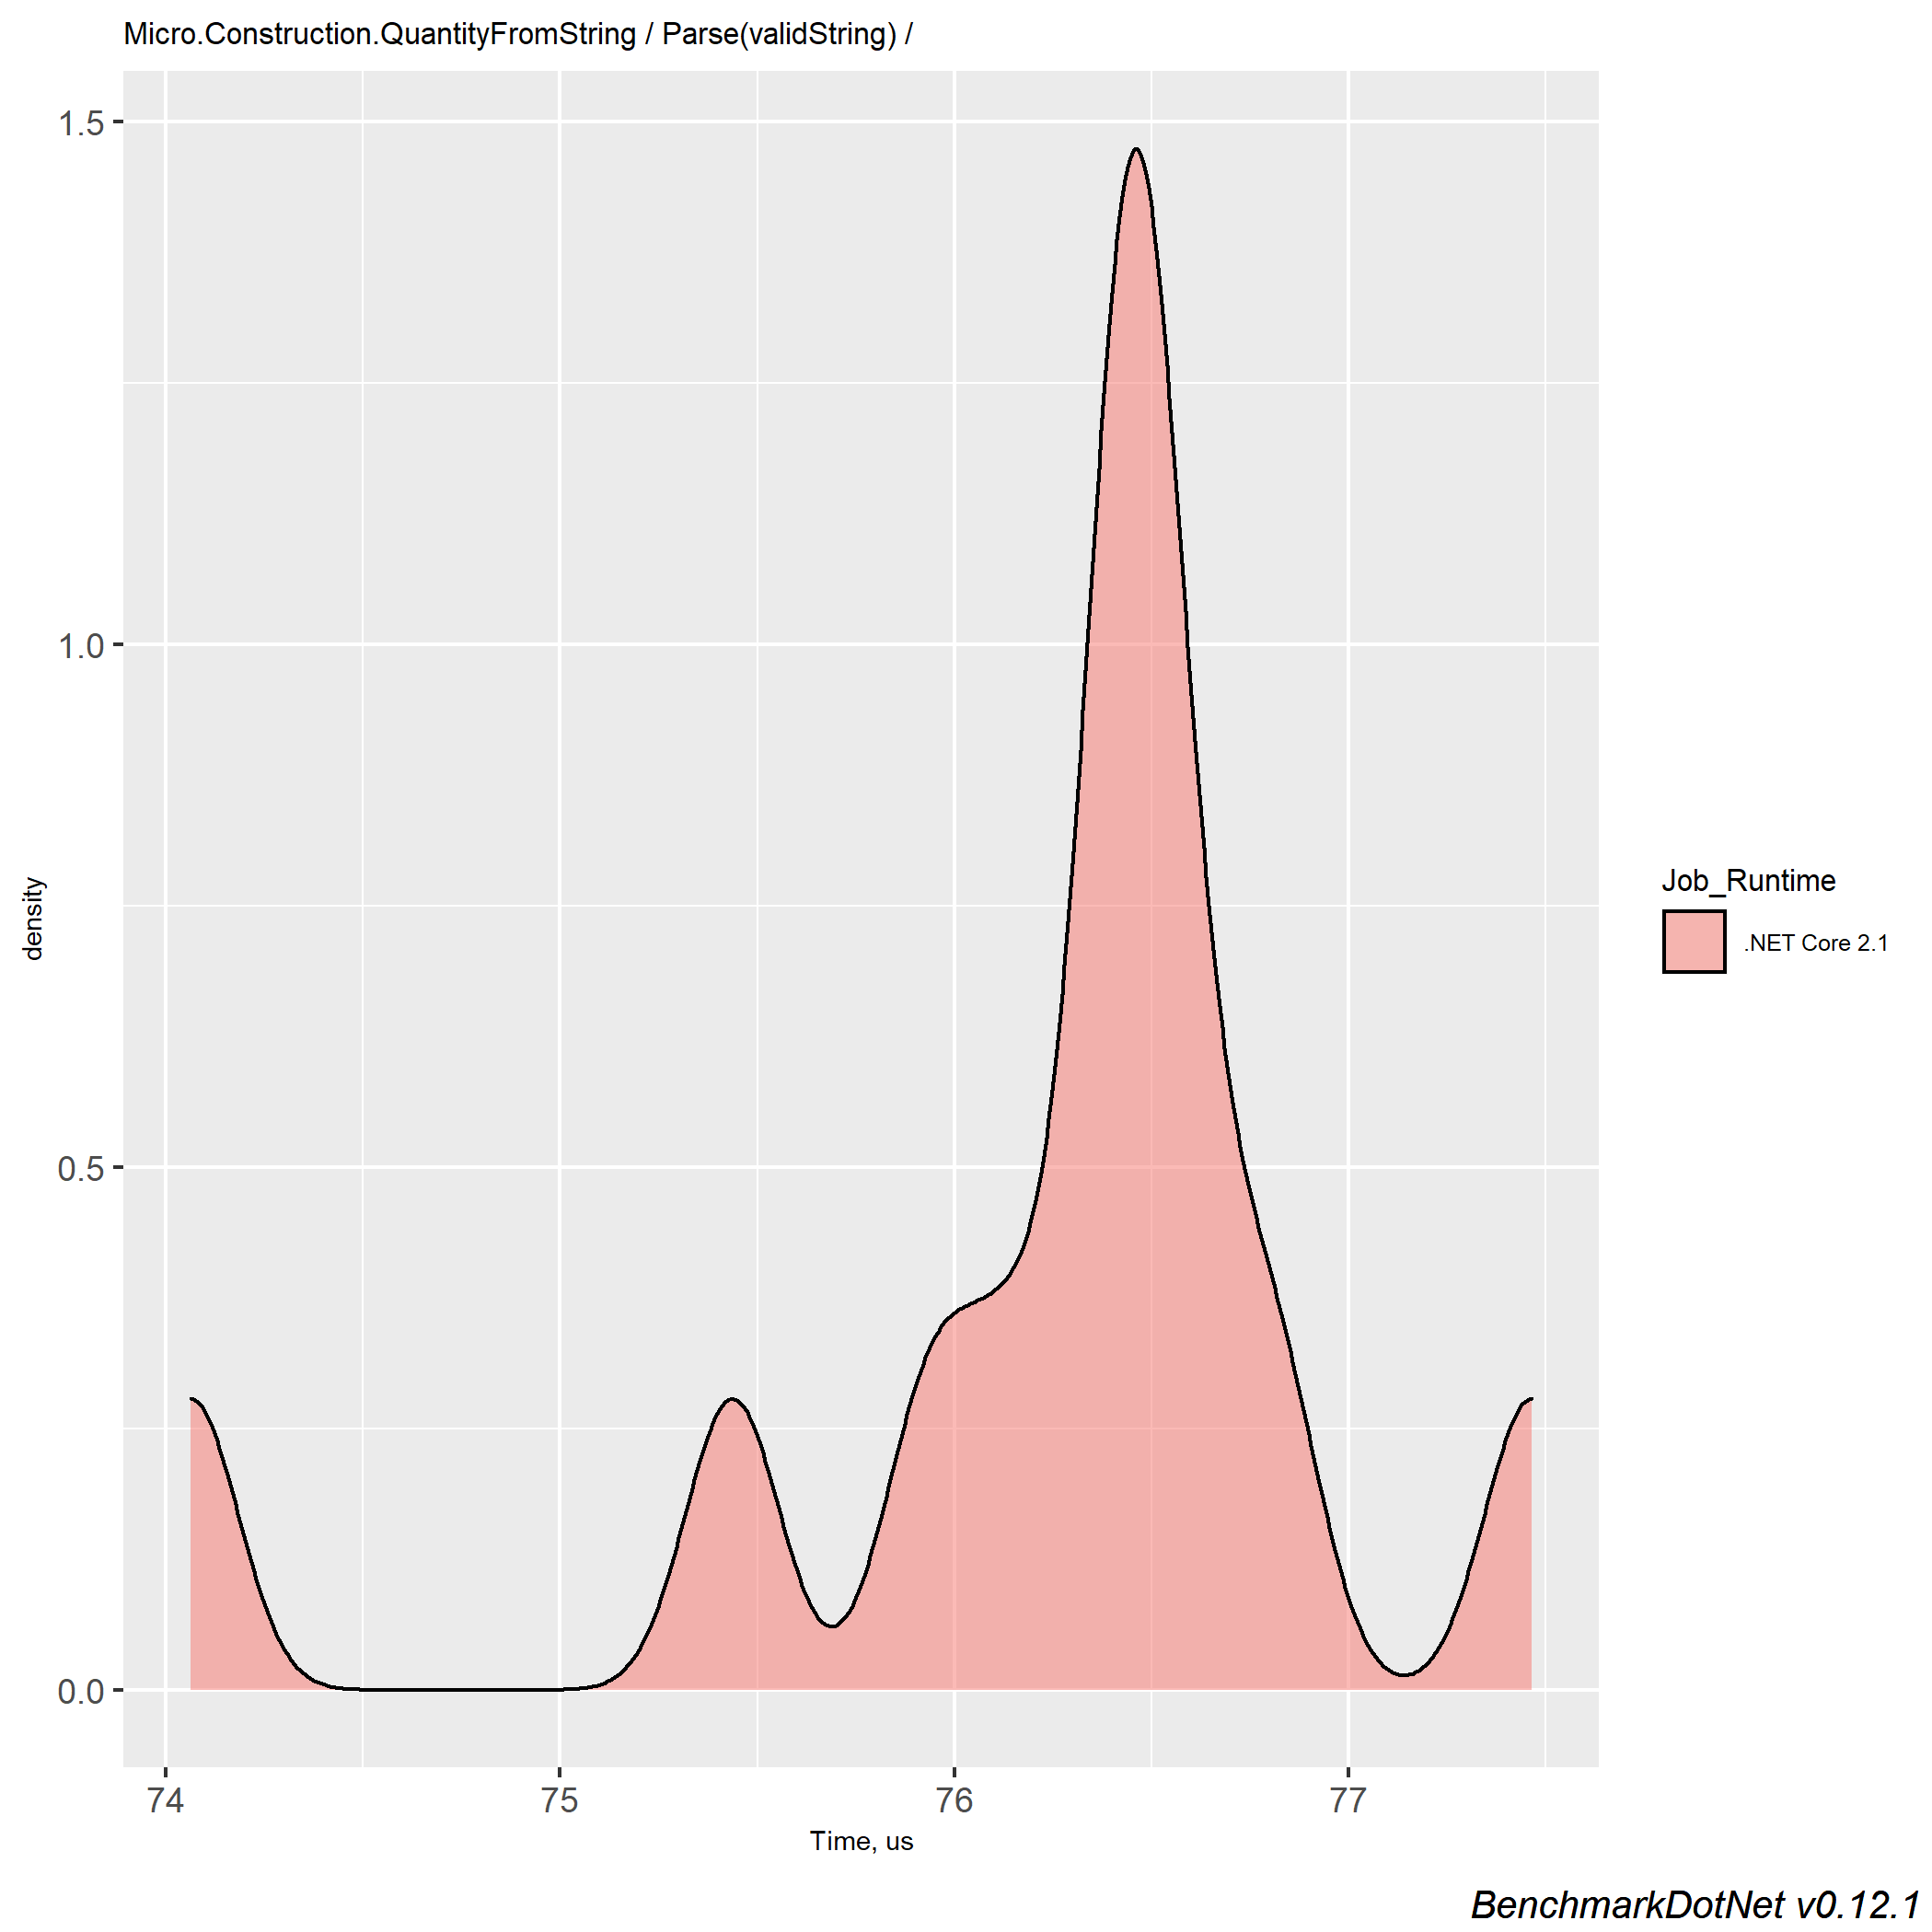 Micro.Construction.QuantityFromString / Parse(validString) /
1.5
1.0
0.5
0.0
density
74 75 76 77
Time, us
Job_Runtime
.NET Core 2.1
BenchmarkDotNet v0.12.1